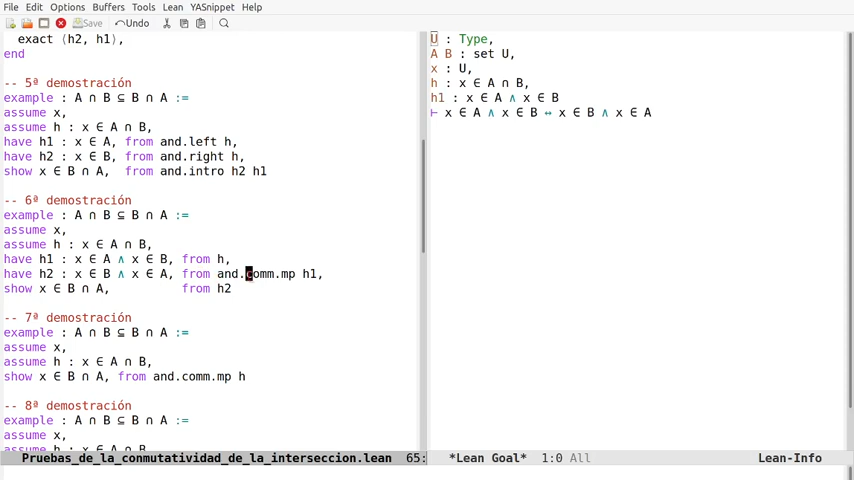 File Edit Options Buffers Tools Lean YASnippet Help
Save Undo
exact ⟨h2, h1⟩,
end
-- 5ª demostración
example : A ∩ B ⊆ B ∩ A :=
assume x,
assume h : x ∈ A ∩ B,
have h1 : x ∈ A, from and.left h,
have h2 : x ∈ B, from and.right h,
show x ∈ B ∩ A, from and.intro h2 h1
-- 6ª demostración
example : A ∩ B ⊆ B ∩ A :=
assume x,
assume h : x ∈ A ∩ B,
have h1 : x ∈ A ∧ x ∈ B, from h,
have h2 : x ∈ B ∧ x ∈ A, from and.comm.mp h1,
show x ∈ B ∩ A, from h2
-- 7ª demostración
example : A ∩ B ⊆ B ∩ A :=
assume x,
assume h : x ∈ A ∩ B,
show x ∈ B ∩ A, from and.comm.mp h
-- 8ª demostración
example : A ∩ B ⊆ B ∩ A :=
assume x,
assume h : x ∈ A ∩ B
Pruebas_de_la_conmutatividad_de_la_interseccion.lean 65:
U : Type,
A B : set U,
x : U,
h : x ∈ A ∩ B,
h1 : x ∈ A ∧ x ∈ B
⊢ x ∈ A ∧ x ∈ B ↔ x ∈ B ∧ x ∈ A
*Lean Goal* 1:0 All Lean-Info